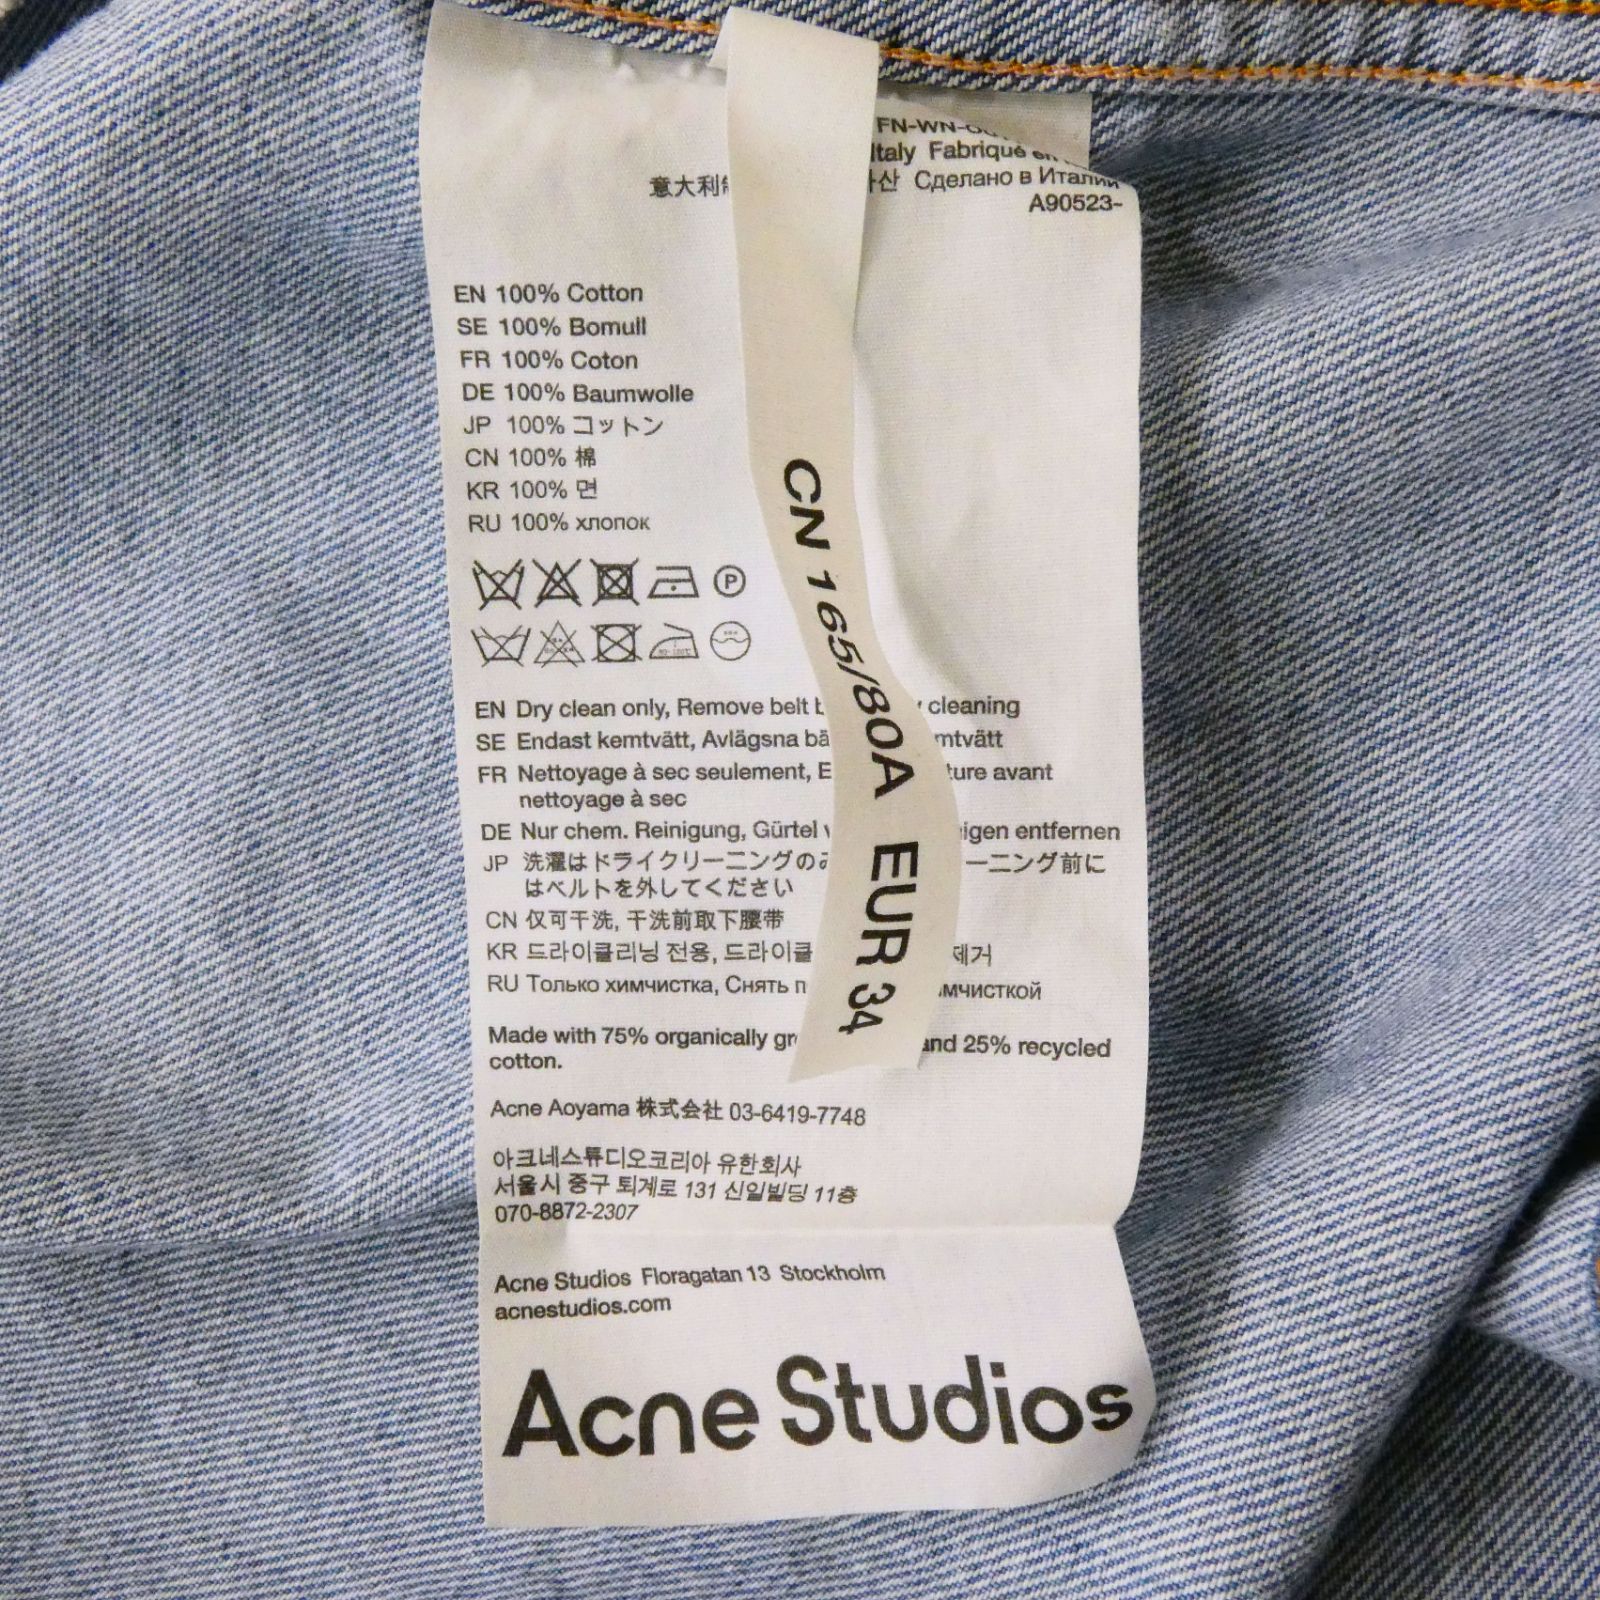 FN-WN-
Italy Fabriqué en
意大利 산 Сделано в Италии
A90523-
EN 100% Cotton
SE 100% Bomull
FR 100% Coton
DE 100% Baumwolle
JP 100% コットン
CN 100% 棉
KR 100% 면
RU 100% хлопок
P
EN Dry clean only, Remove belt cleaning
SE Endast kemtvätt, Avlägsna
FR Nettoyage à sec seulement, avant
nettoyage à sec
DE Nur chem. Reinigung, Gürtel entfernen
JP 洗濯はドライクリーニングのみ ーニング前に
はベルトを外してください
CN 仅可干洗, 干洗前取下腰带
KR 드라이클리닝 전용, 드라이클 제거
RU Только химчистка, Снять
Made with 75% organically and 25% recycled
cotton.
Acne Aoyama 株式会社 03-6419-7748
아크네스튜디오코리아 유한회사
서울시 중구 퇴계로 131 신일빌딩 11층
070-8872-2307
Acne Studios Floragatan 13 Stockholm
acnestudios.com
Acne Studios
CN 165/80A EUR 34